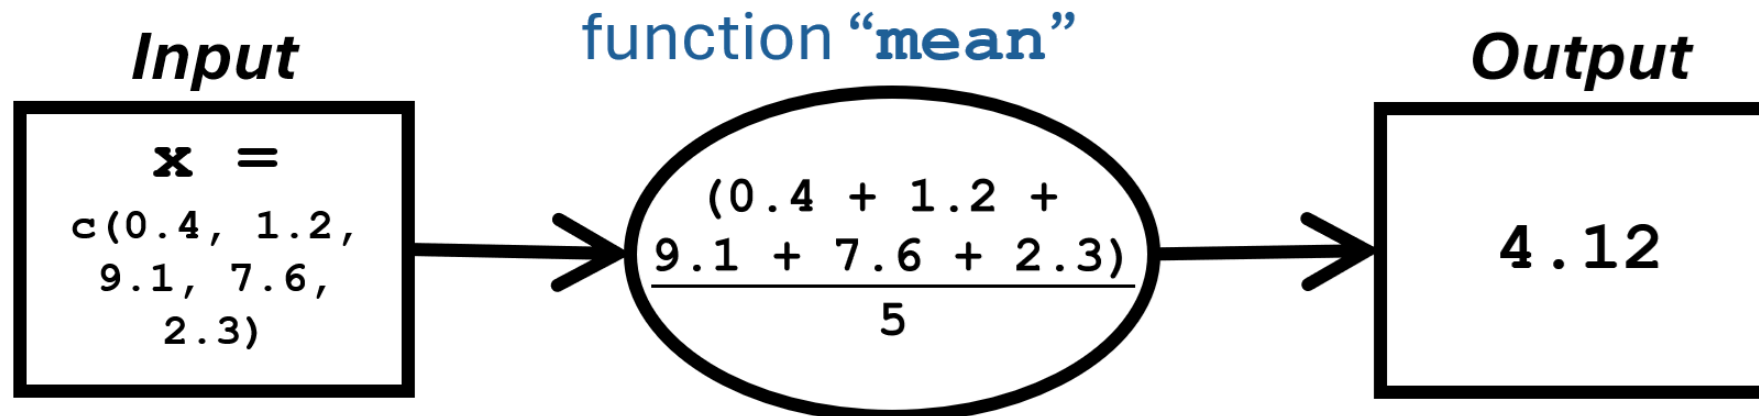 Input
x =
c(0.4, 1.2,
9.1, 7.6,
2.3)
function “mean”
(0.4 + 1.2 +
9.1 + 7.6 + 2.3)
5
Output
4.12